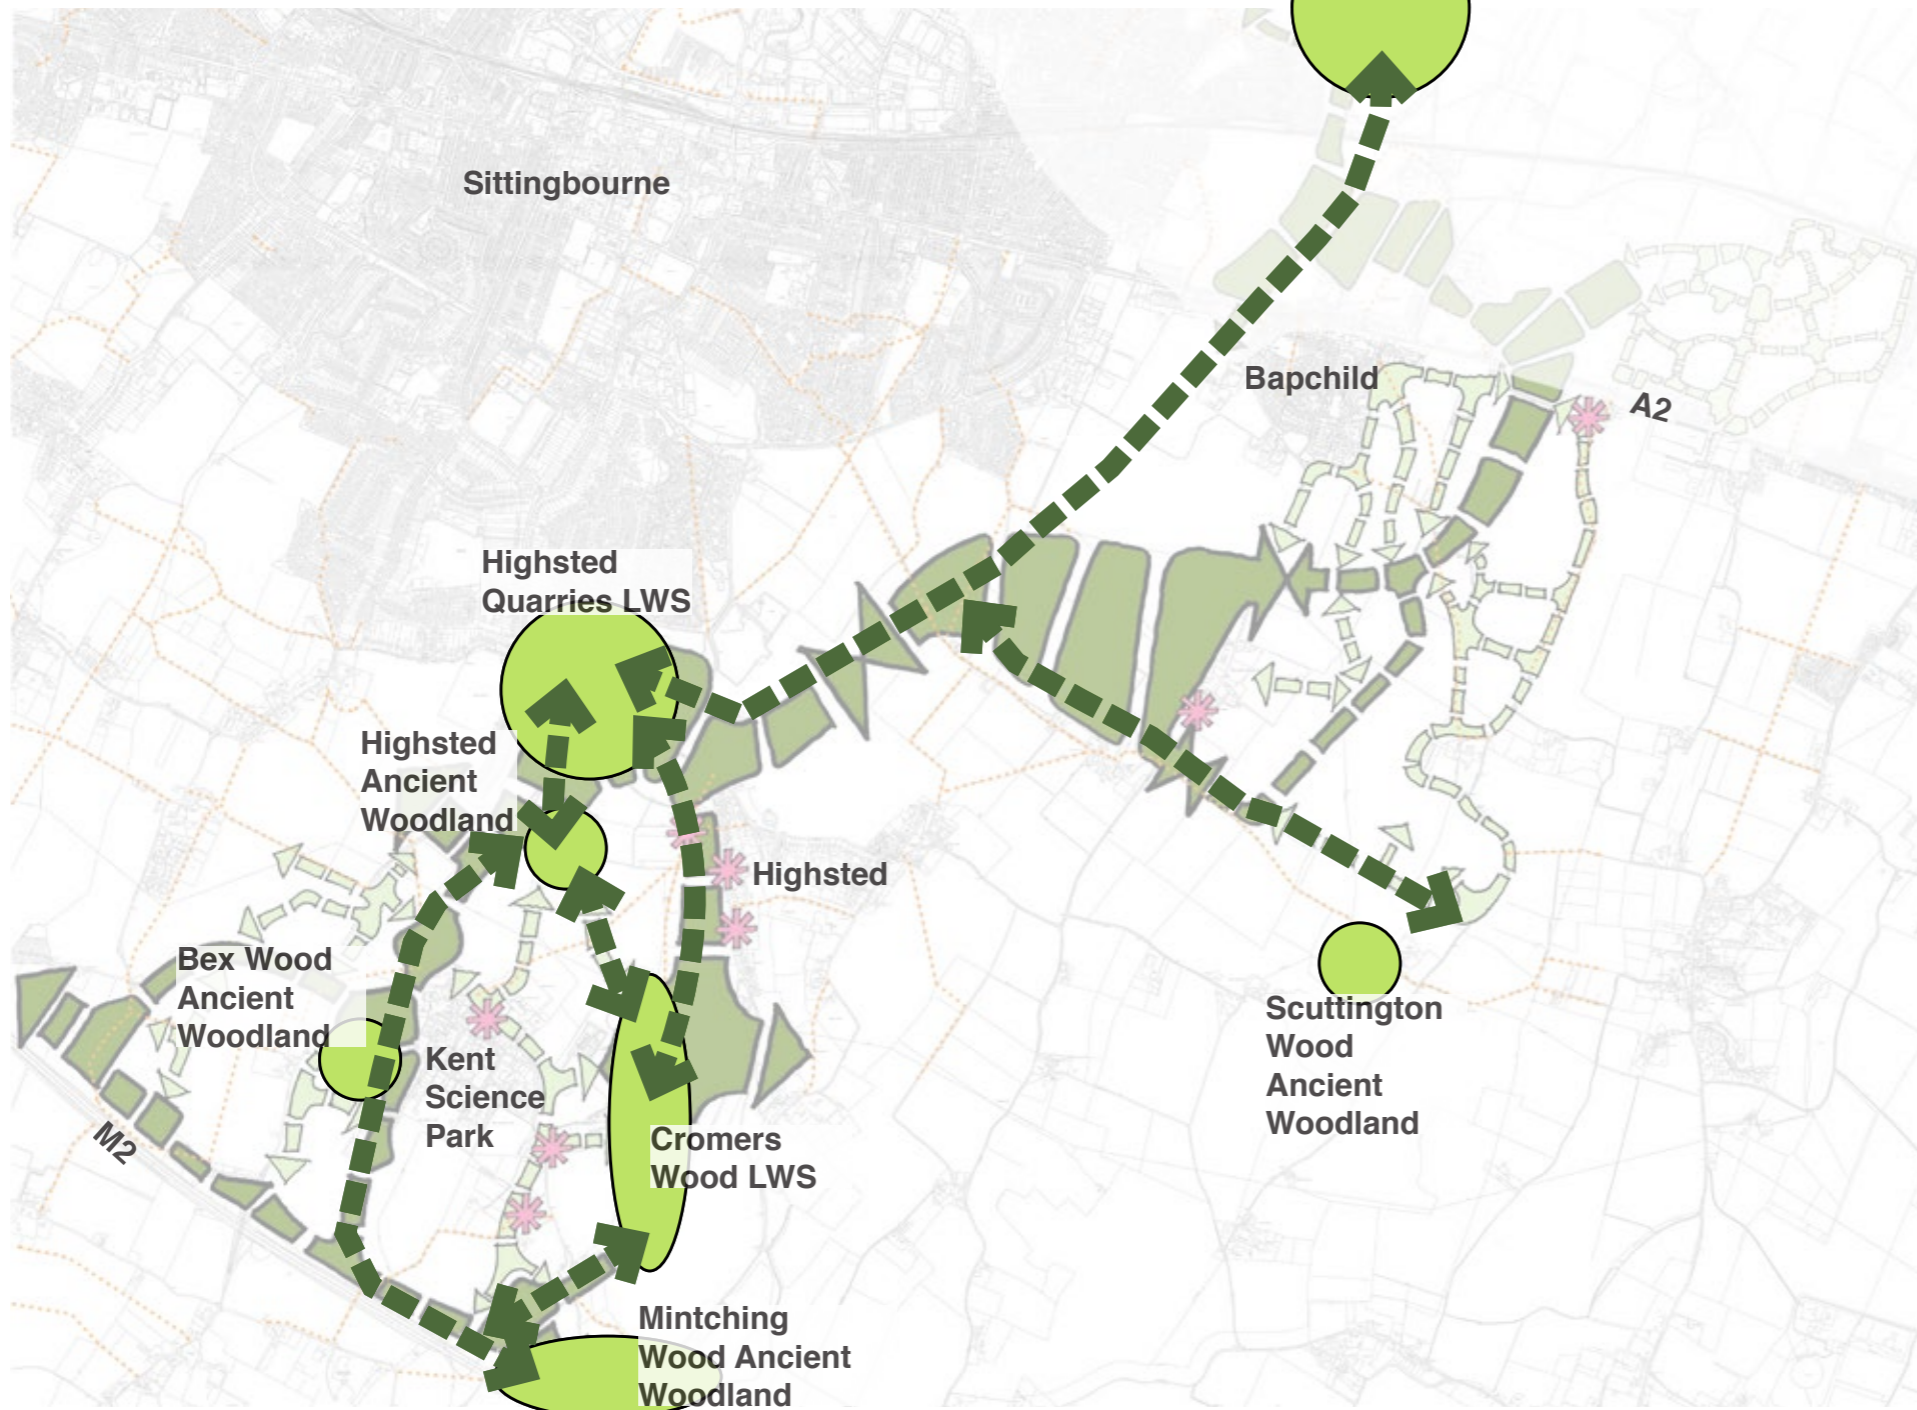 Sittingbourne
Bapchild
A2
Highsted
Quarries LWS
Highsted
Ancient
Woodland
Highsted
Bex Wood
Ancient
Woodland
Kent
Science
Park
M2
Cromers
Wood LWS
Scuttington
Wood
Ancient
Woodland
Mintching
Wood Ancient
Woodland